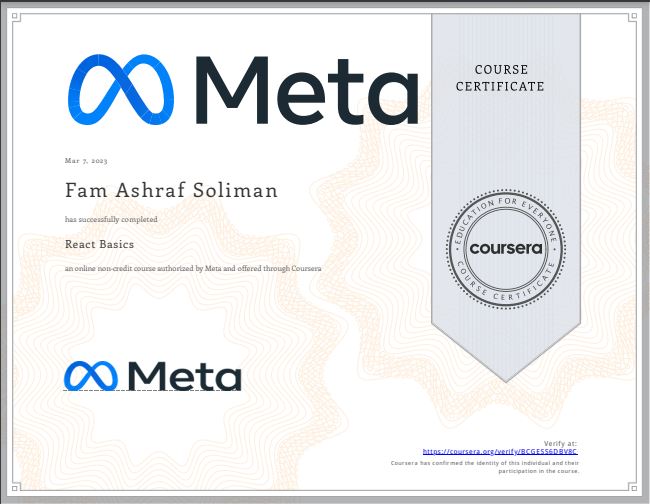 Meta
COURSE
CERTIFICATE
Mar 7, 2023
Fam Ashraf Soliman
has successfully completed
React Basics
an online non-credit course authorized by Meta and offered through Coursera
EDUCATION FOR EVERYONE
coursera
COURSE CERTIFICATE
Meta
Verify at:
https://coursera.org/verify/BCGESS6DBV8C
Coursera has confirmed the identity of this individual and their
participation in the course.